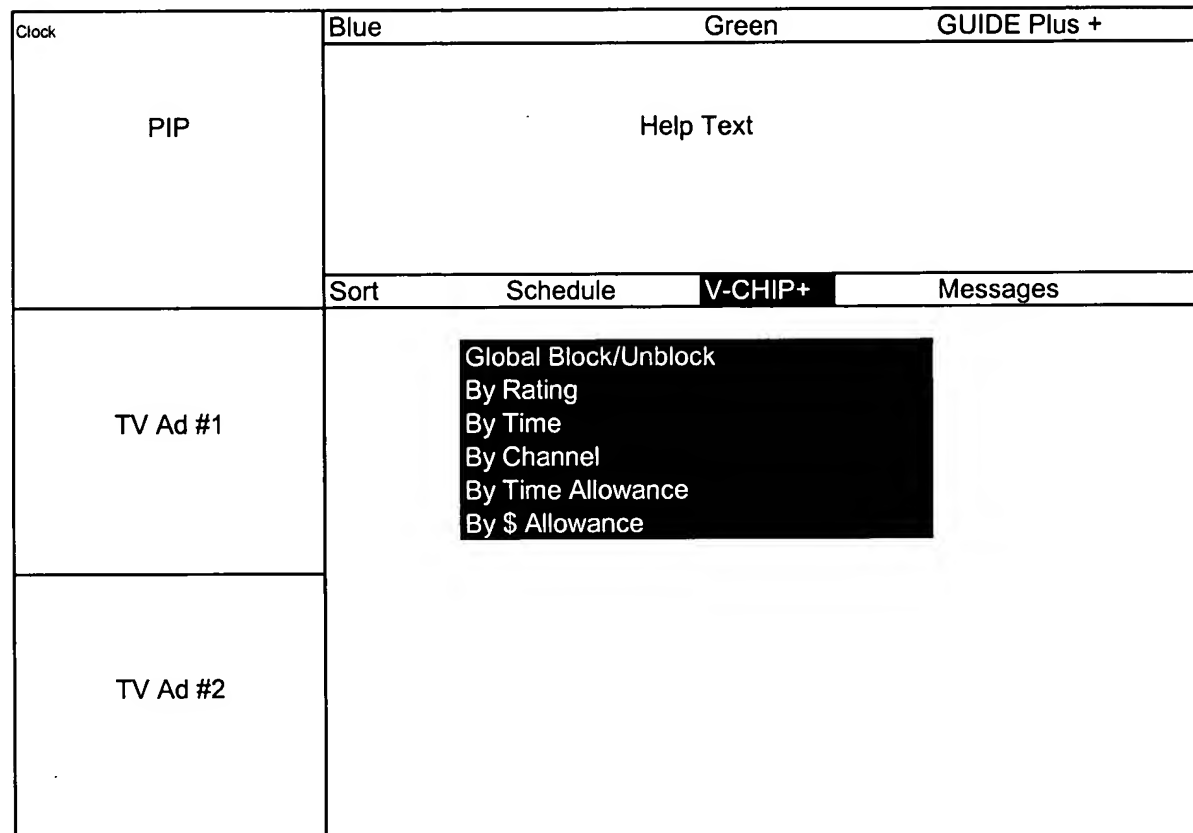 Clock
Blue Green GUIDE Plus +
PIP
Help Text
Sort Schedule V-CHIP+ Messages
Global Block/Unblock
By Rating
By Time
By Channel
By Time Allowance
By $ Allowance
TV Ad #1
TV Ad #2